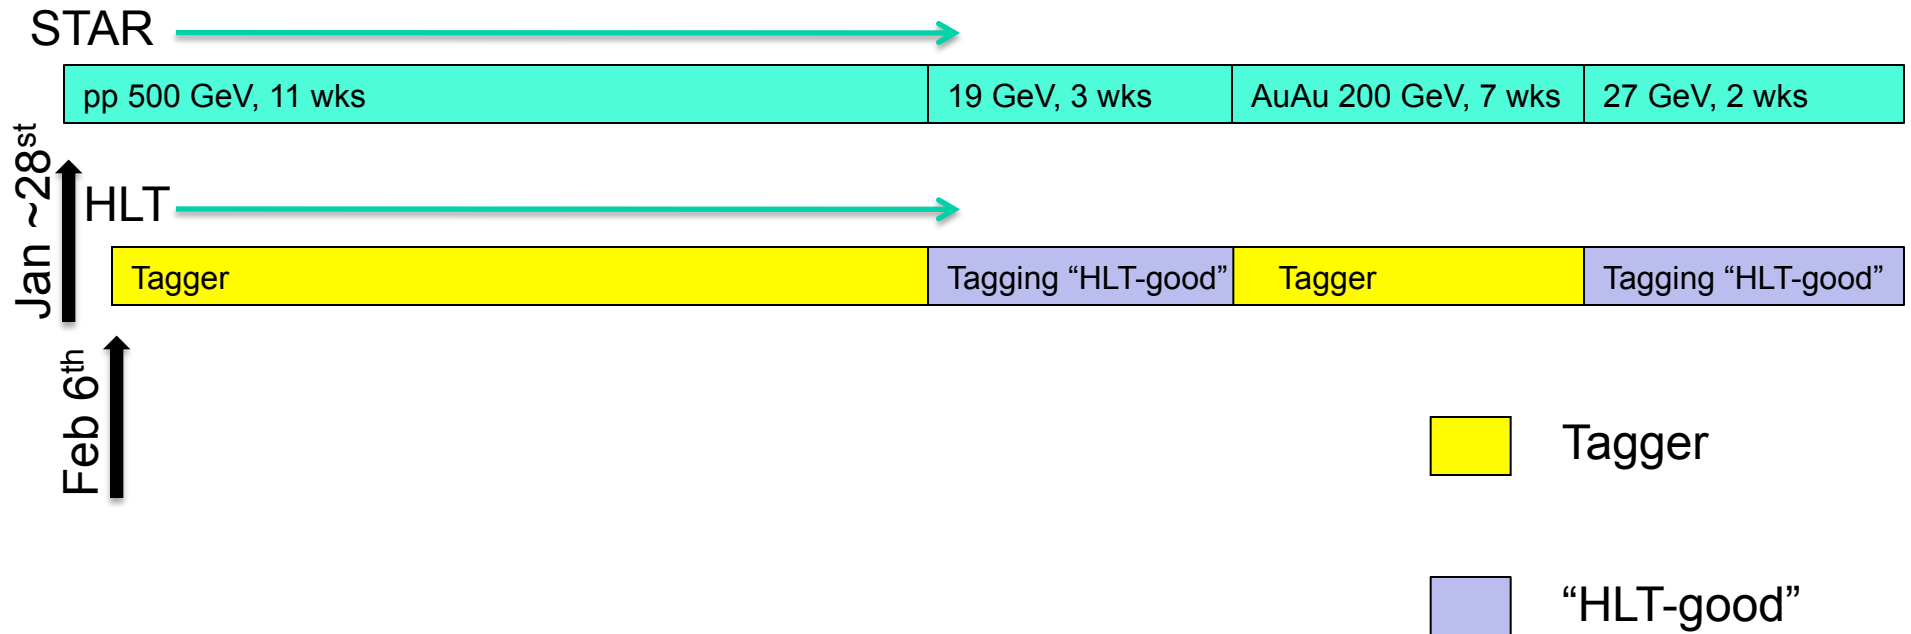 STAR
pp 500 GeV, 11 wks
19 GeV, 3 wks
AuAu 200 GeV, 7 wks
27 GeV, 2 wks
Jan ~28st
HLT
Tagger
Tagging “HLT-good”
Tagger
Tagging “HLT-good”
Feb 6th
Tagger
“HLT-good”